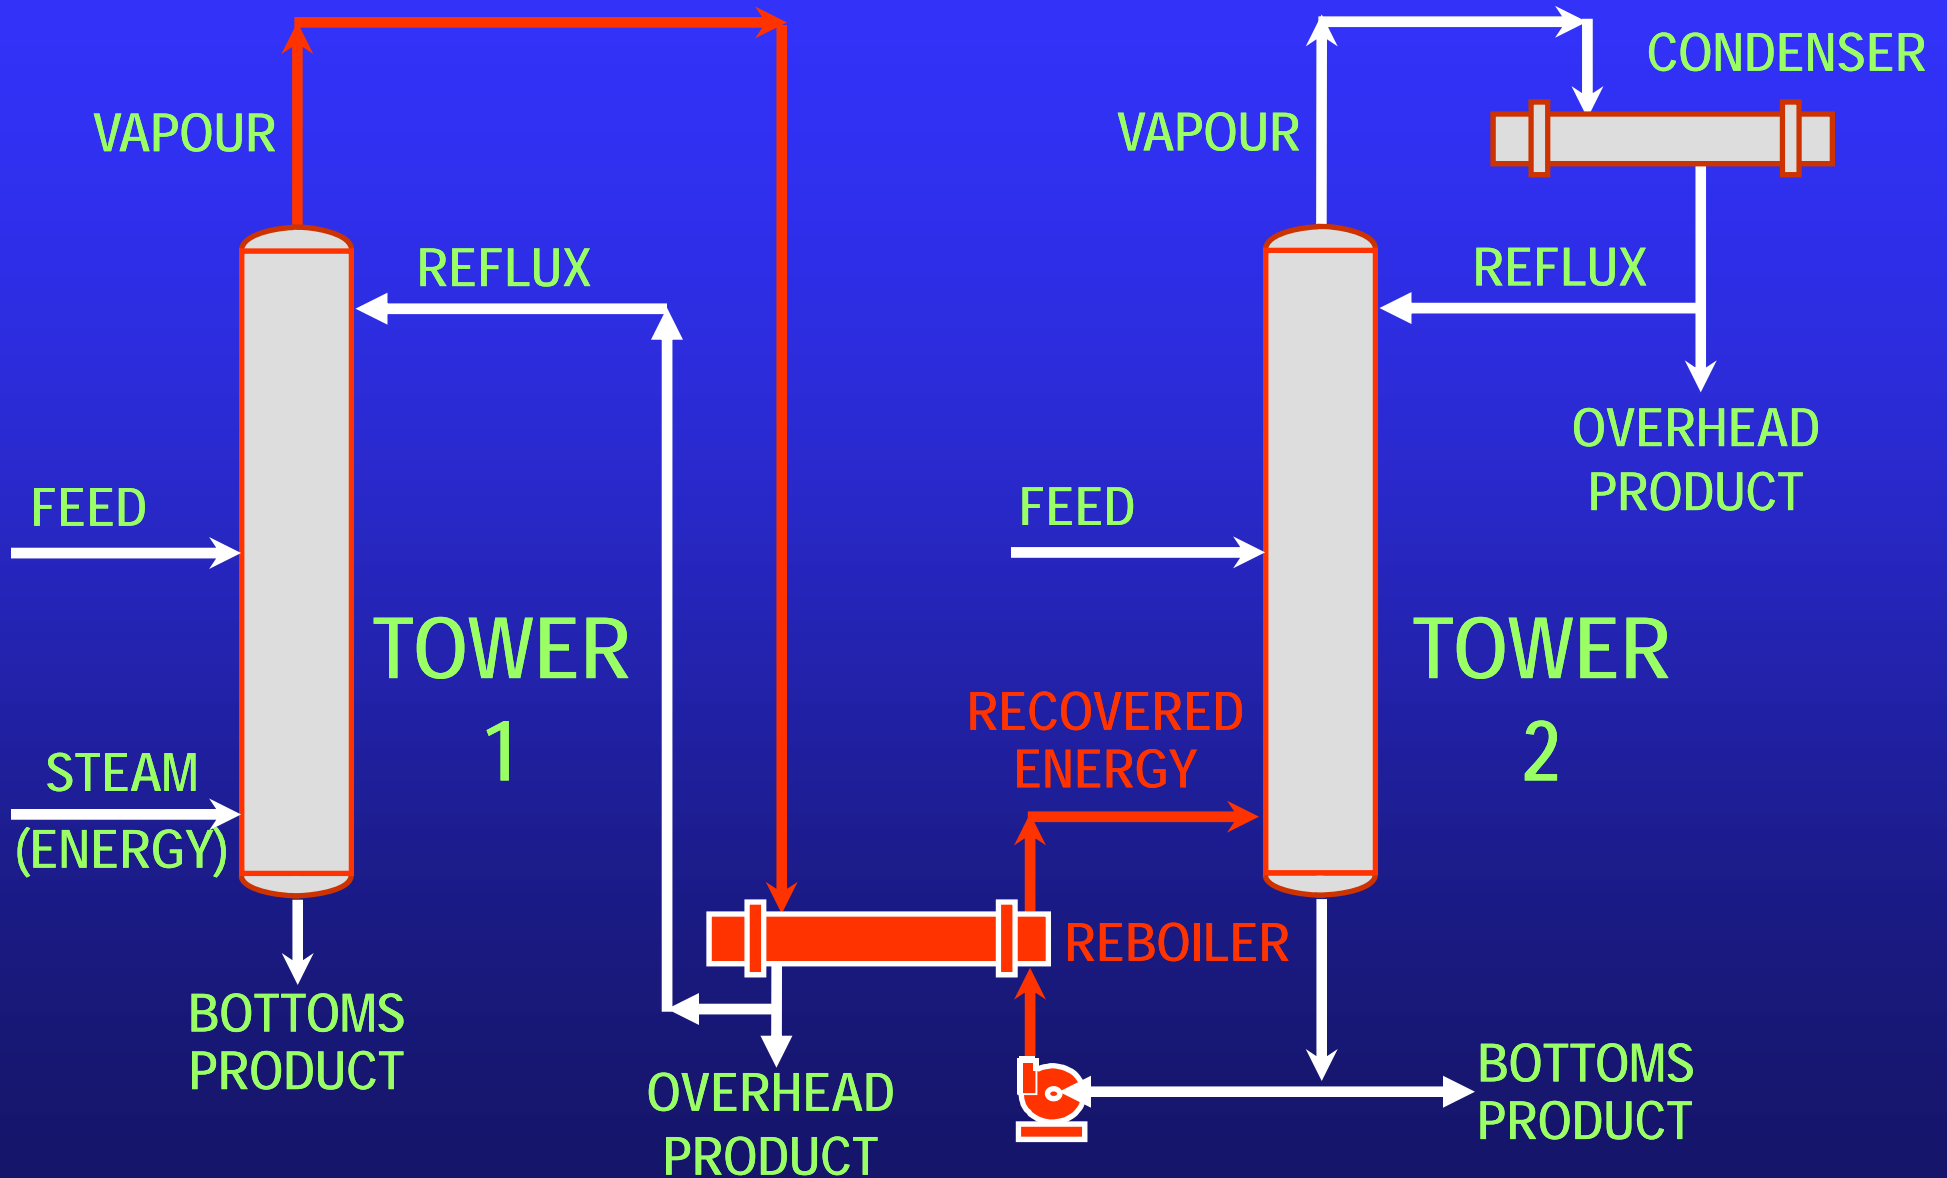 VAPOUR
REFLUX
FEED
TOWER
1
STEAM
(ENERGY)
BOTTOMS
PRODUCT
OVERHEAD
PRODUCT
REBOILER
RECOVERED
ENERGY
VAPOUR
CONDENSER
REFLUX
OVERHEAD
PRODUCT
FEED
TOWER
2
BOTTOMS
PRODUCT